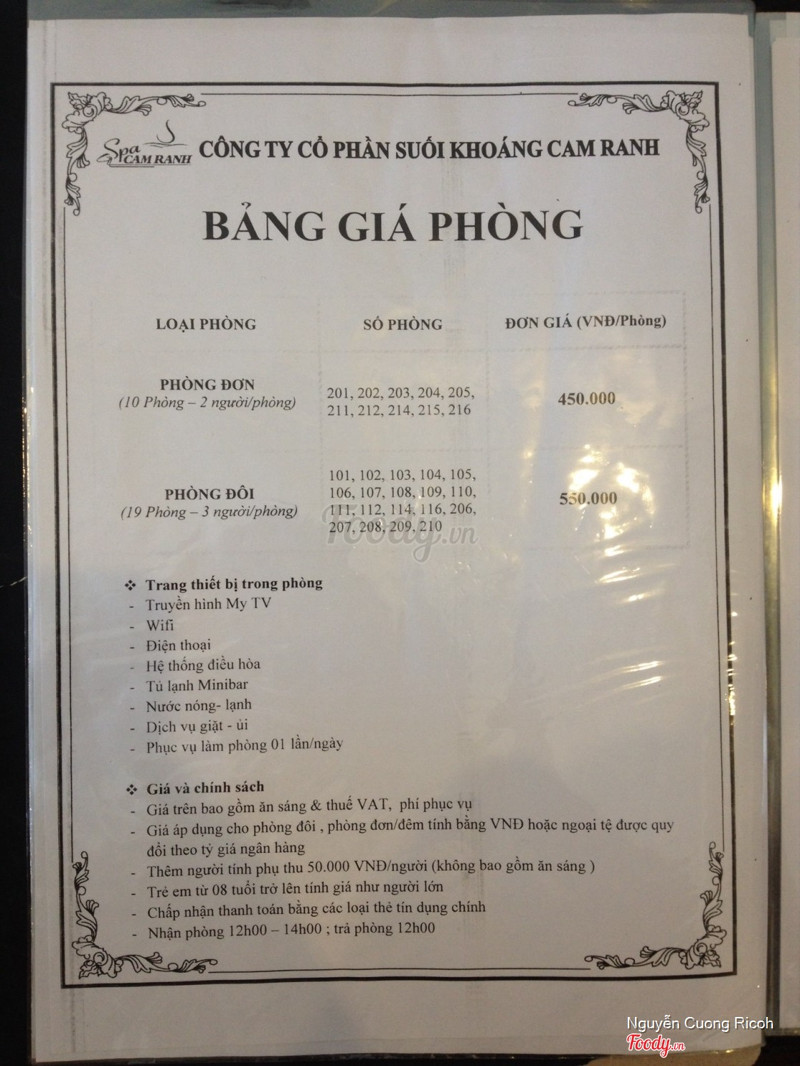 Spa CAM RANH CÔNG TY CỔ PHẦN SUỐI KHOÁNG CAM RANH
BẢNG GIÁ PHÒNG
LOẠI PHÒNG SỐ PHÒNG ĐƠN GIÁ (VNĐ/Phòng)
PHÒNG ĐƠN
(10 Phòng – 2 người/phòng)
201, 202, 203, 204, 205,
211, 212, 214, 215, 216
450.000
PHÒNG ĐÔI
(19 Phòng – 3 người/phòng)
101, 102, 103, 104, 105,
106, 107, 108, 109, 110,
111, 112, 114, 116, 206,
207, 208, 209, 210
550.000
Foody.vn
❖ Trang thiết bị trong phòng
- Truyền hình My TV
- Wifi
- Điện thoại
- Hệ thống điều hòa
- Tủ lạnh Minibar
- Nước nóng- lạnh
- Dịch vụ giặt - ủi
- Phục vụ làm phòng 01 lần/ngày
❖ Giá và chính sách
- Giá trên bao gồm ăn sáng & thuế VAT, phí phục vụ
- Giá áp dụng cho phòng đôi , phòng đơn/đêm tính bằng VNĐ hoặc ngoại tệ được quy
đổi theo tỷ giá ngân hàng
- Thêm người tính phụ thu 50.000 VNĐ/người (không bao gồm ăn sáng )
- Trẻ em từ 08 tuổi trở lên tính giá như người lớn
- Chấp nhận thanh toán bằng các loại thẻ tín dụng chính
- Nhận phòng 12h00 – 14h00 ; trả phòng 12h00
Nguyễn Cuong Ricoh
Foody.vn